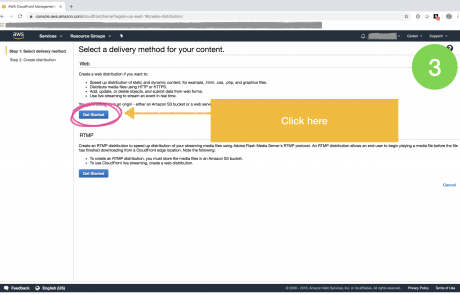 AWS CloudFront Management
console.aws.amazon.com/cloudfront/home?region=us-east-1#create-distribution:
aws
Services
Resource Groups
Global
Support
Step 1: Select delivery method
Step 2: Create distribution
Select a delivery method for your content.
3
Web
Create a web distribution if you want to:
Speed up distribution of static and dynamic content, for example, .html, .css, .php, and graphics files.
Distribute media files using HTTP or HTTPS.
Add, update, or delete objects, and submit data from web forms.
Use live streaming to stream an event in real time.
origin - either an Amazon S3 bucket or a web serve
Get Started
Click here
RTMP
Create an RTMP distribution to speed up distribution of your streaming media files using Adobe Flash Media Server's RTMP protocol. An RTMP distribution allows an end user to begin playing a media file before the file
has finished downloading from a CloudFront edge location. Note the following:
To create an RTMP distribution, you must store the media files in an Amazon S3 bucket.
To use CloudFront live streaming, create a web distribution.
Get Started
Cancel
Feedback
English (US)
© 2008 - 2019, Amazon Web Services, Inc. or its affiliates. All rights reserved.
Privacy Policy
Terms of Use